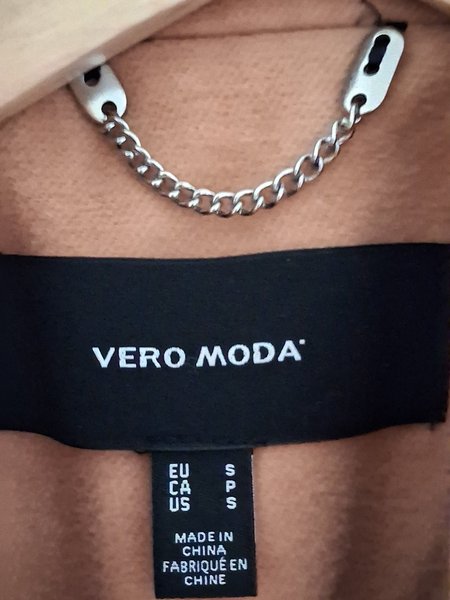 VERO MODA
EU S
CA P
US S
MADE IN
CHINA
FABRIQUÉ EN
CHINE